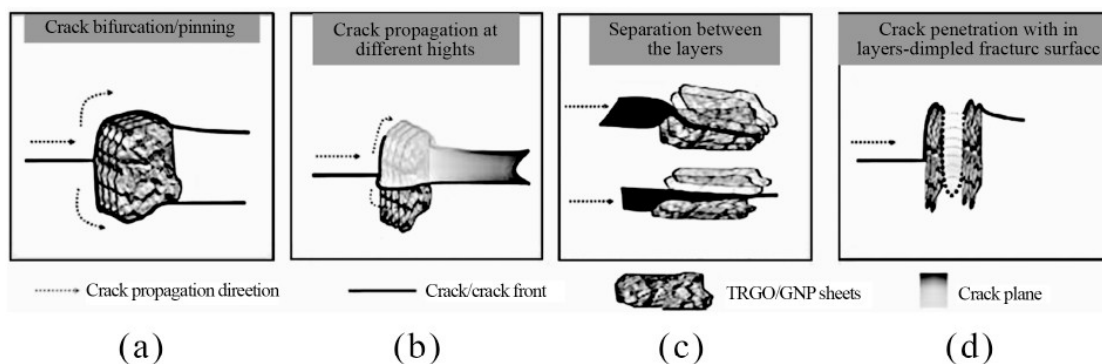 Crack bifurcation/pinning
Crack propagation at
different hights
Separation between
the layers
Crack penetration with in
layers-dimpled fracture surface
Crack propagation direetion
Crack/crack front
TRGO/GNP sheets
Crack plane
(a)
(b)
(c)
(d)